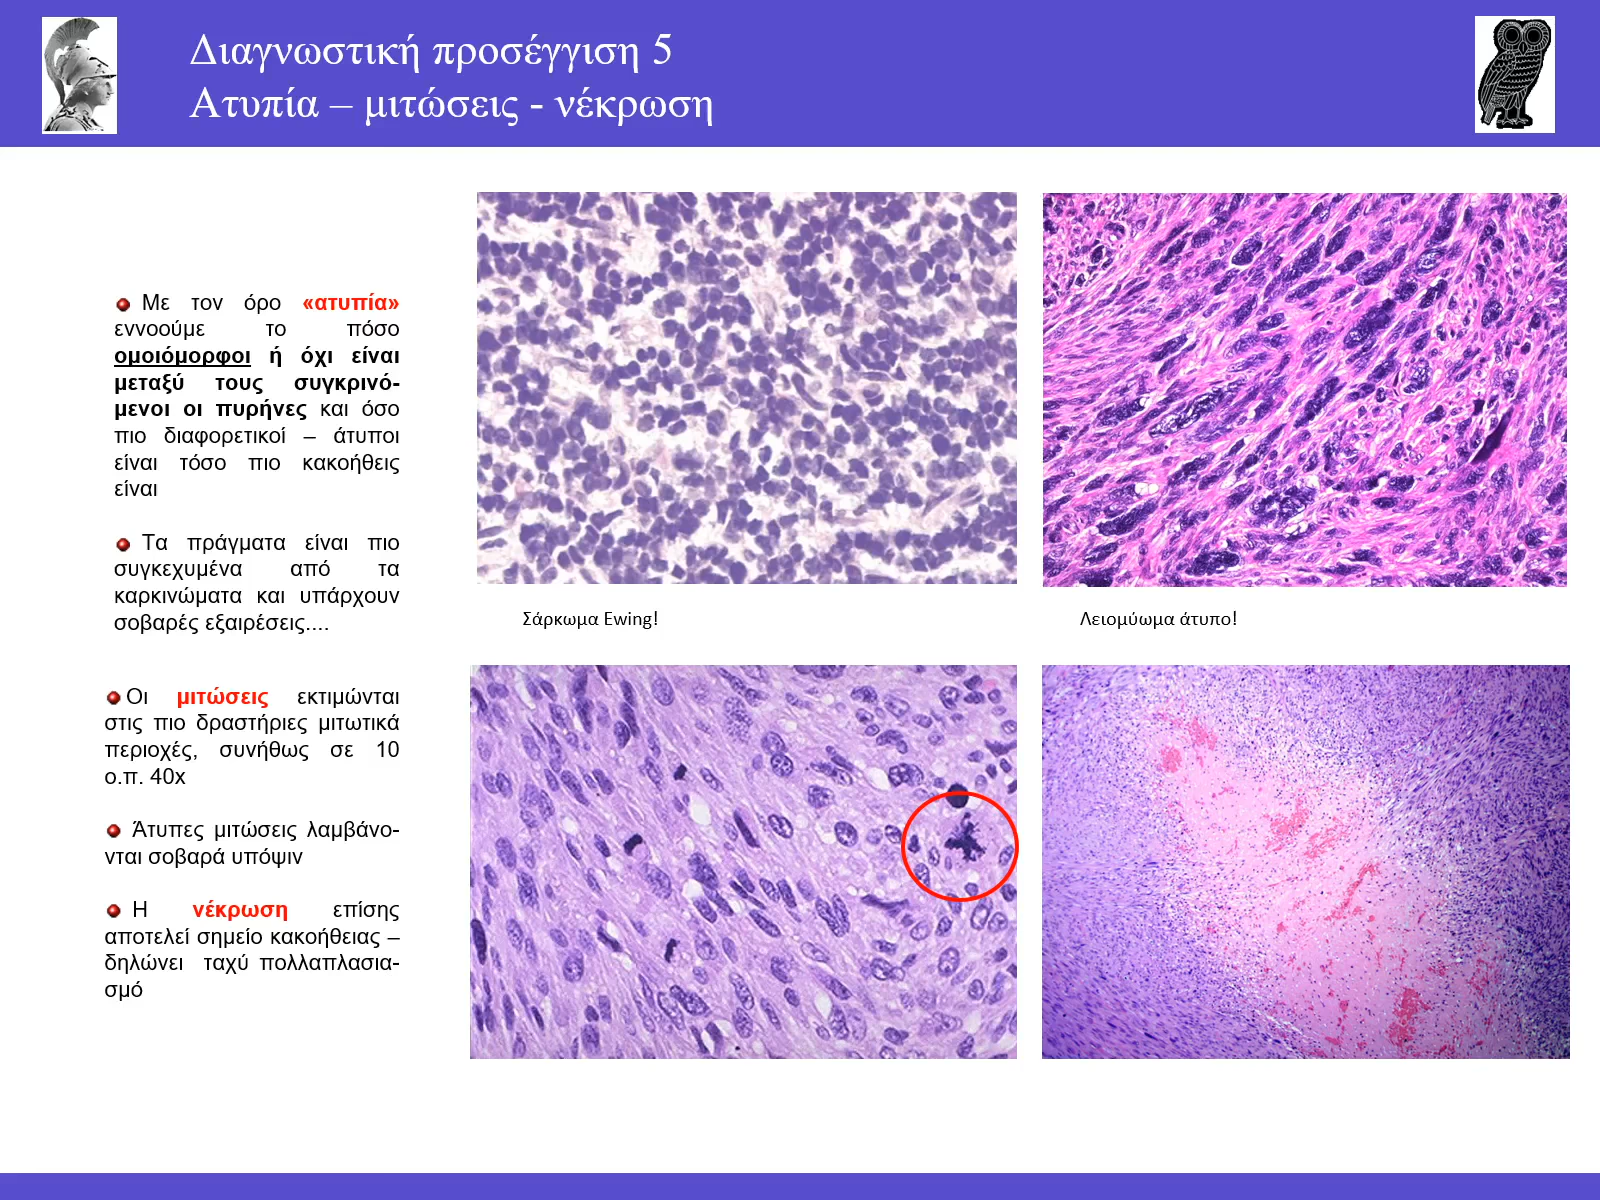 Διαγνωστική προσέγγιση 5
Ατυπία – μιτώσεις - νέκρωση
Με τον όρο «ατυπία»
εννοούμε το πόσο
ομοιόμορφοι ή όχι είναι
μεταξύ τους συγκρινό-
μενοι οι πυρήνες και όσο
πιο διαφορετικοί – άτυποι
είναι τόσο πιο κακοήθεις
είναι
Τα πράγματα είναι πιο
συγκεχυμένα από τα
καρκινώματα και υπάρχουν
σοβαρές εξαιρέσεις....
Οι μιτώσεις εκτιμώνται
στις πιο δραστήριες μιτωτικά
περιοχές, συνήθως σε 10
ο.π. 40x
Άτυπες μιτώσεις λαμβάνο-
νται σοβαρά υπόψιν
Η νέκρωση επίσης
αποτελεί σημείο κακοήθειας –
δηλώνει ταχύ πολλαπλασια-
σμό
Σάρκωμα Ewing!
Λειομύωμα άτυπο!